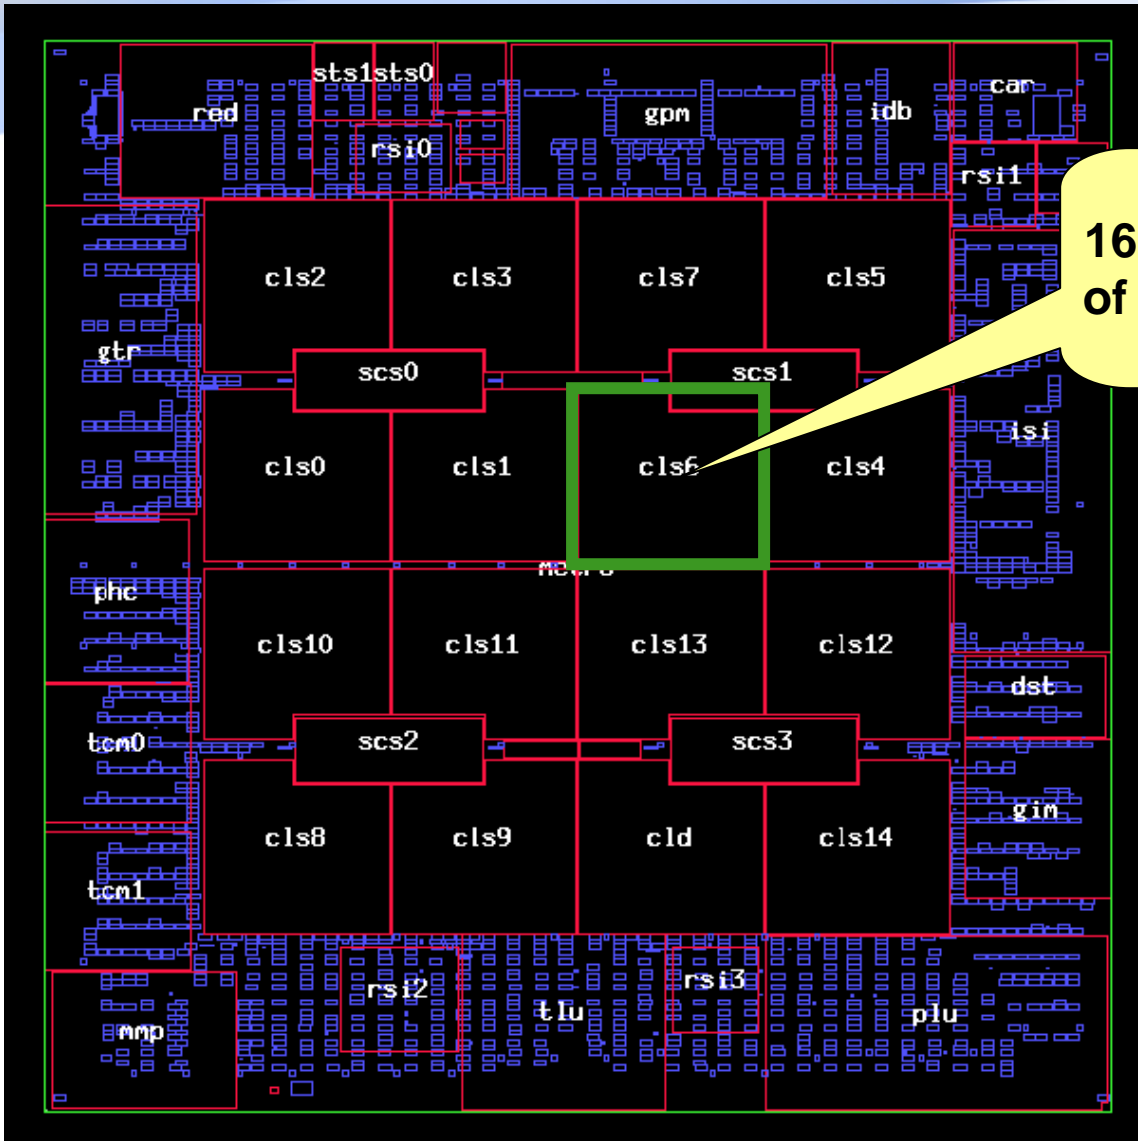 sts1 sts0
car
red
gpm
idb
rsi0
rsi1
16
of
cls2
cls3
cls7
cls5
gtr
scs0
scs1
isi
cls0
cls1
cls6
cls4
metro
phc
cls10
cls11
cls13
cls12
dst
tcm0
scs2
scs3
gim
cls8
cls9
cld
cls14
tcm1
rsi2
rsi3
tlu
plu
mmp